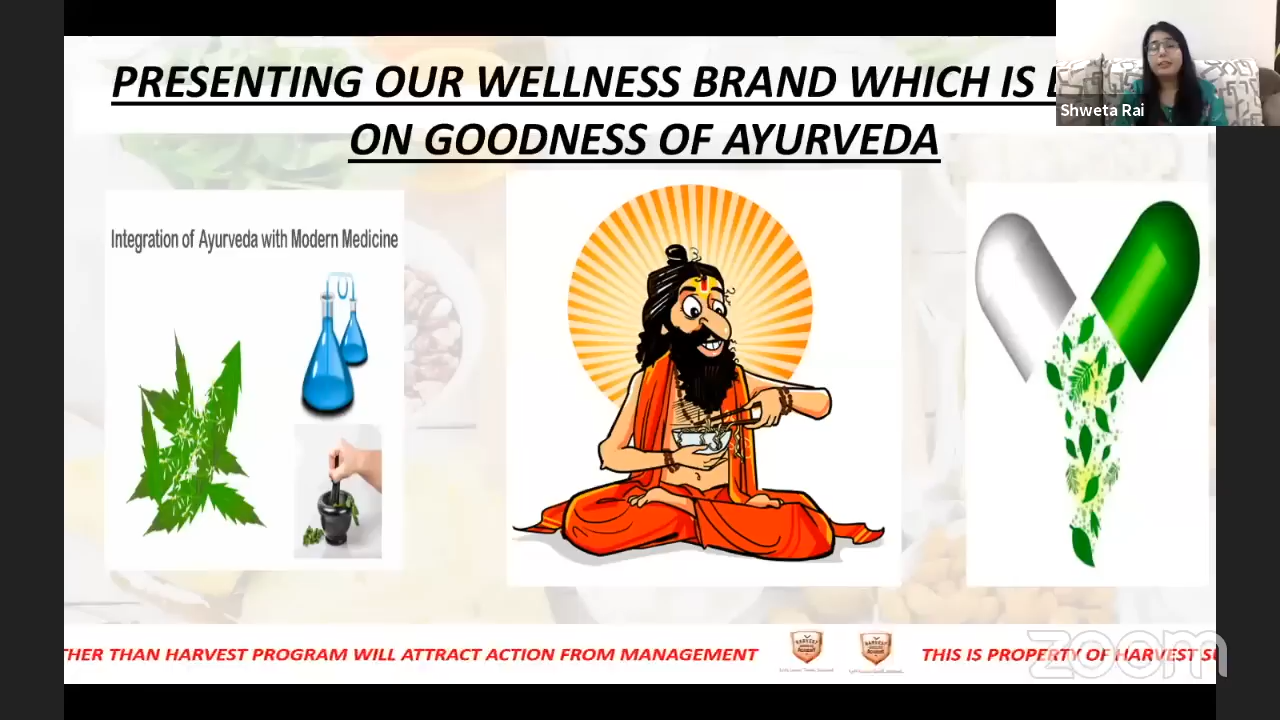 PRESENTING OUR WELLNESS BRAND WHICH IS
ON GOODNESS OF AYURVEDA
Shweta Rai
Integration of Ayurveda with Modern Medicine
THER THAN HARVEST PROGRAM WILL ATTRACT ACTION FROM MANAGEMENT
THIS IS PROPERTY OF HARVEST
zoom